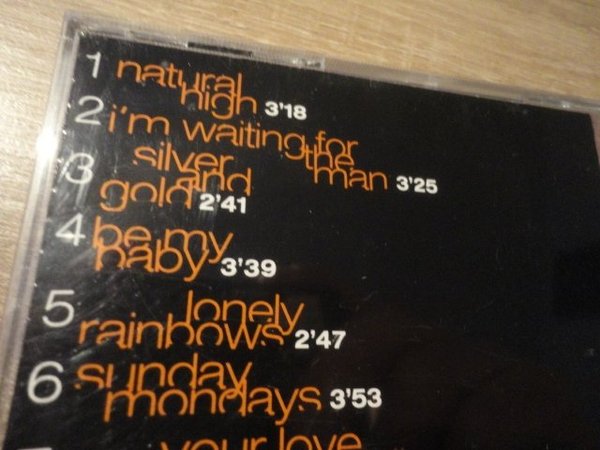 1 natural
high 3'18
2 i'm waiting for
the
man 3'25
3 silver
and
gold 2'41
4 be my
baby 3'39
5 lonely
rainbows 2'47
6 sunday
mondays 3'53
your love